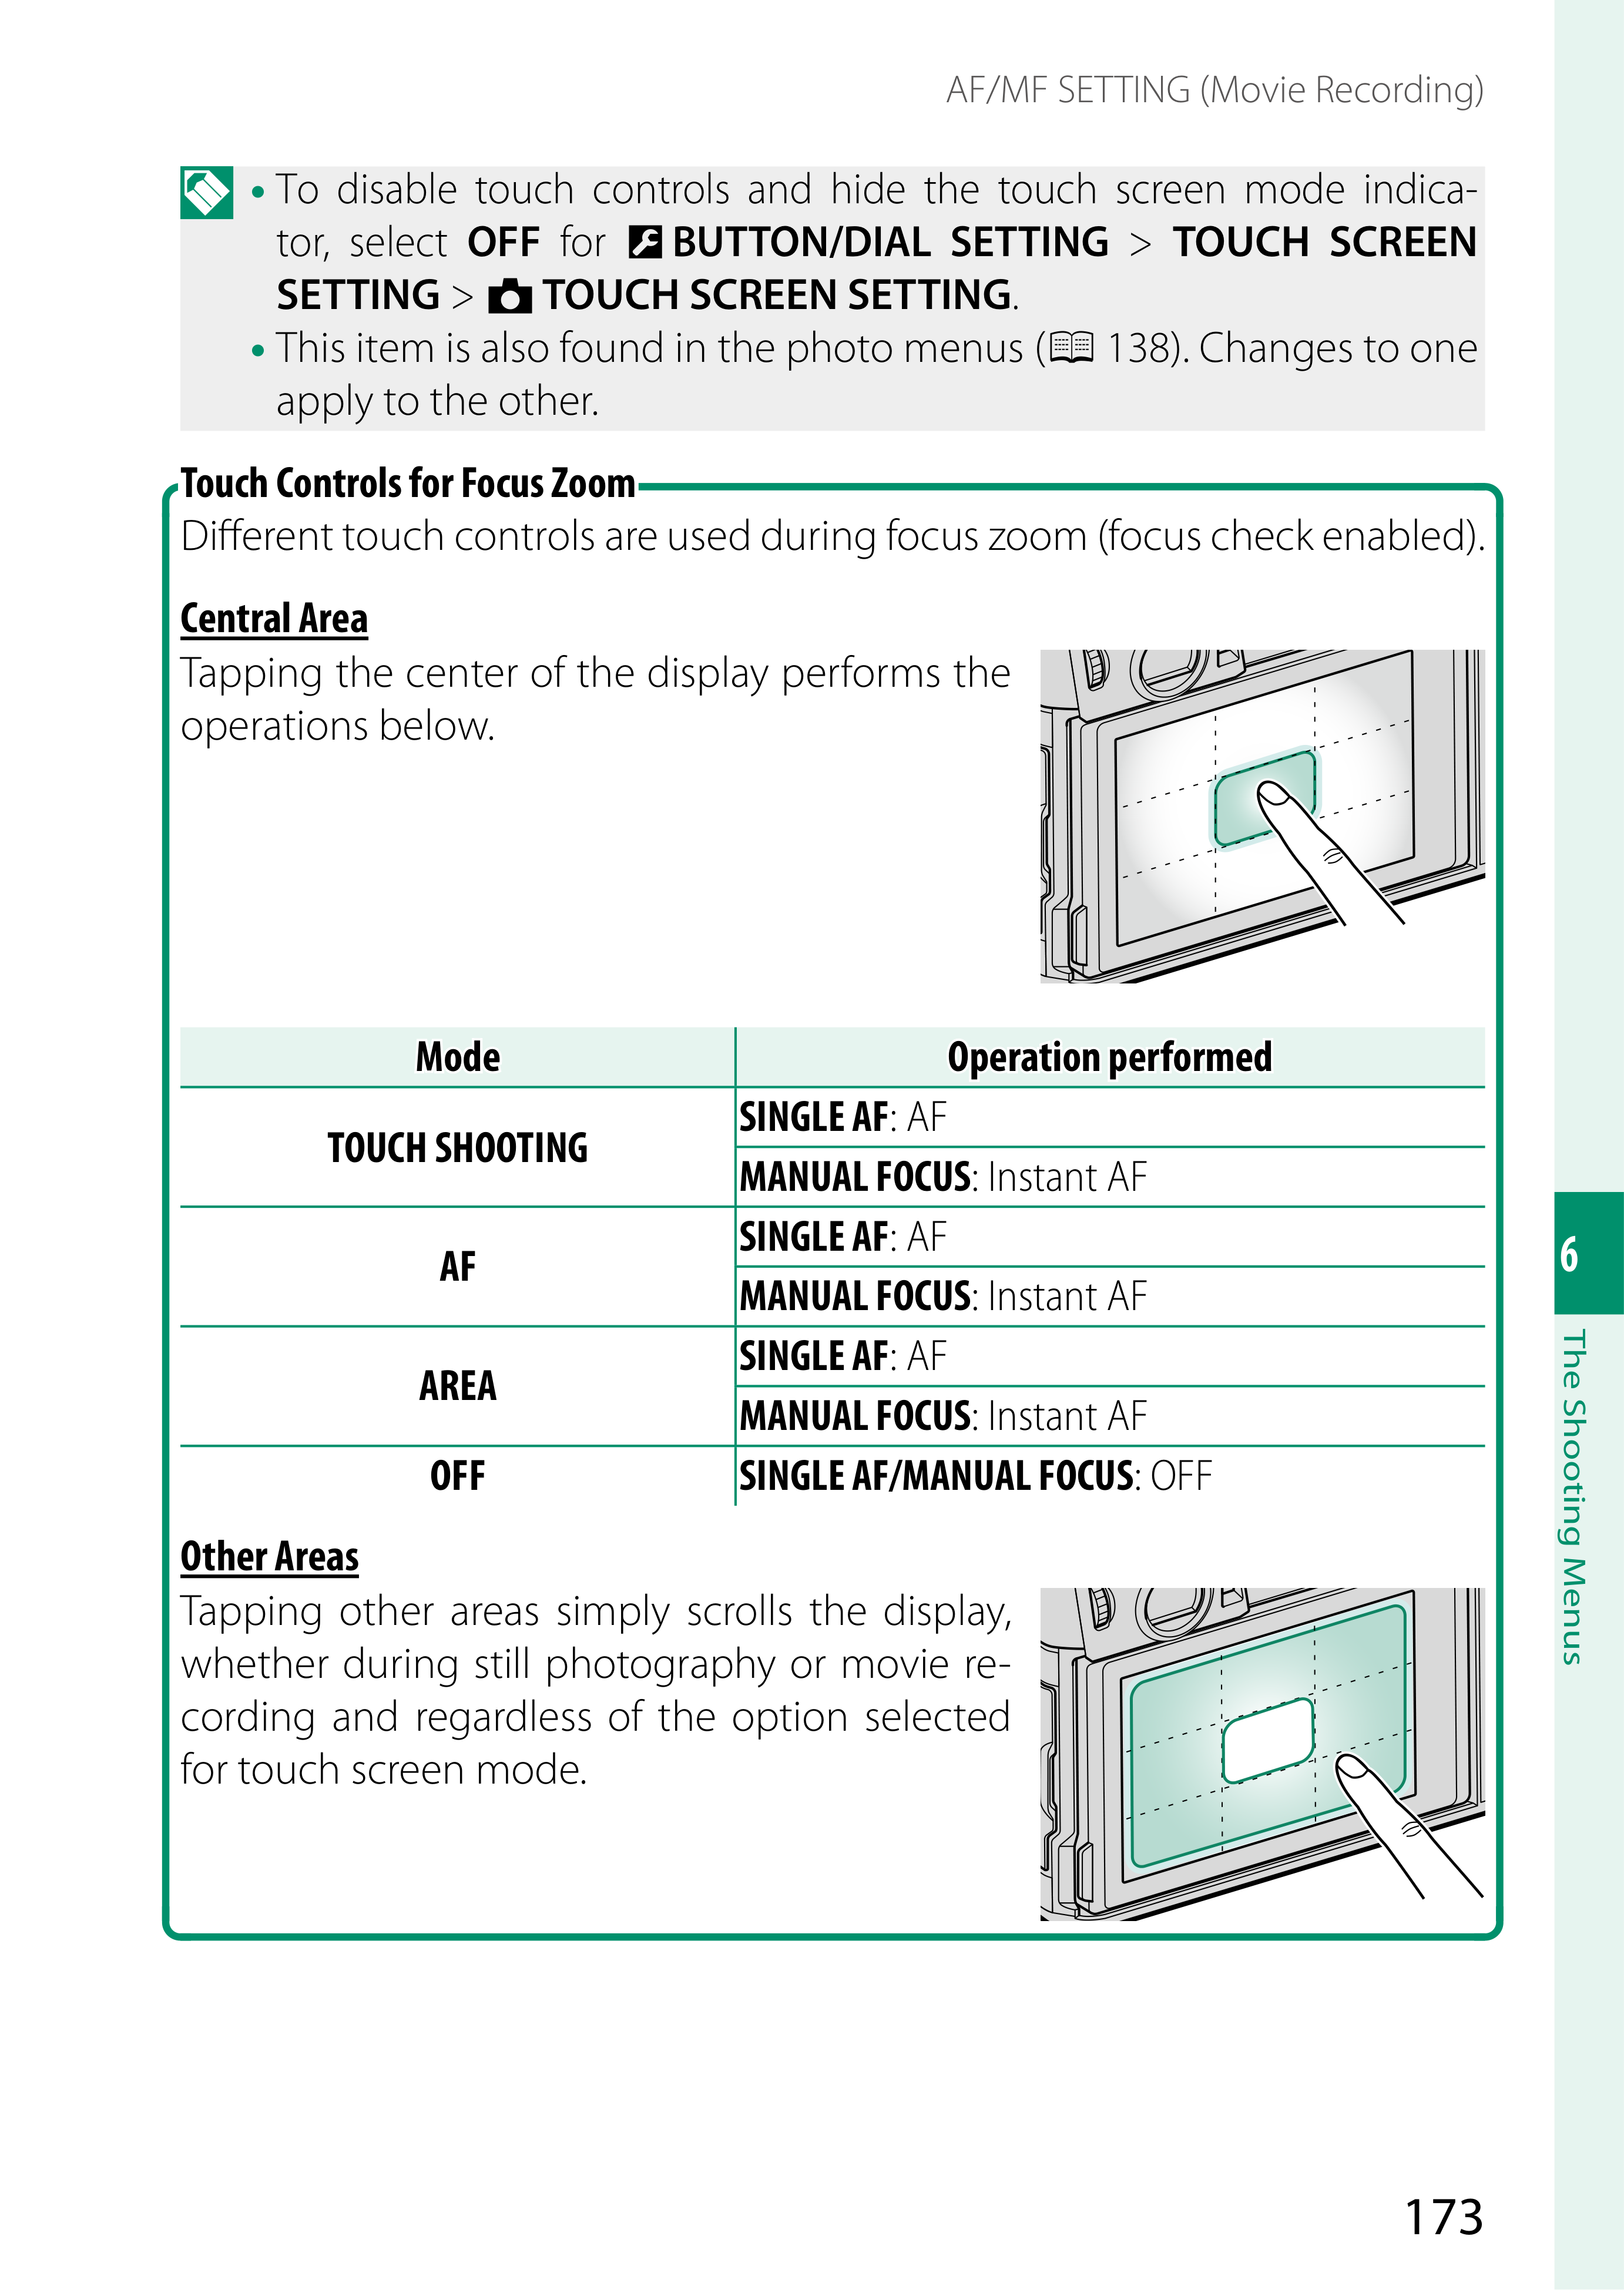 AF/MF SETTING (Movie Recording)
• To disable touch controls and hide the touch screen mode indica-
tor, select OFF for BUTTON/DIAL SETTING > TOUCH SCREEN
SETTING > TOUCH SCREEN SETTING.
• This item is also found in the photo menus ( 138). Changes to one
apply to the other.
Touch Controls for Focus Zoom
Different touch controls are used during focus zoom (focus check enabled).
Central Area
Tapping the center of the display performs the
operations below.
Mode Operation performed
TOUCH SHOOTING
SINGLE AF: AF
MANUAL FOCUS: Instant AF
AF
SINGLE AF: AF
MANUAL FOCUS: Instant AF
AREA
SINGLE AF: AF
MANUAL FOCUS: Instant AF
OFF SINGLE AF/MANUAL FOCUS: OFF
Other Areas
Tapping other areas simply scrolls the display,
whether during still photography or movie re-
cording and regardless of the option selected
for touch screen mode.
6
The Shooting Menus
173